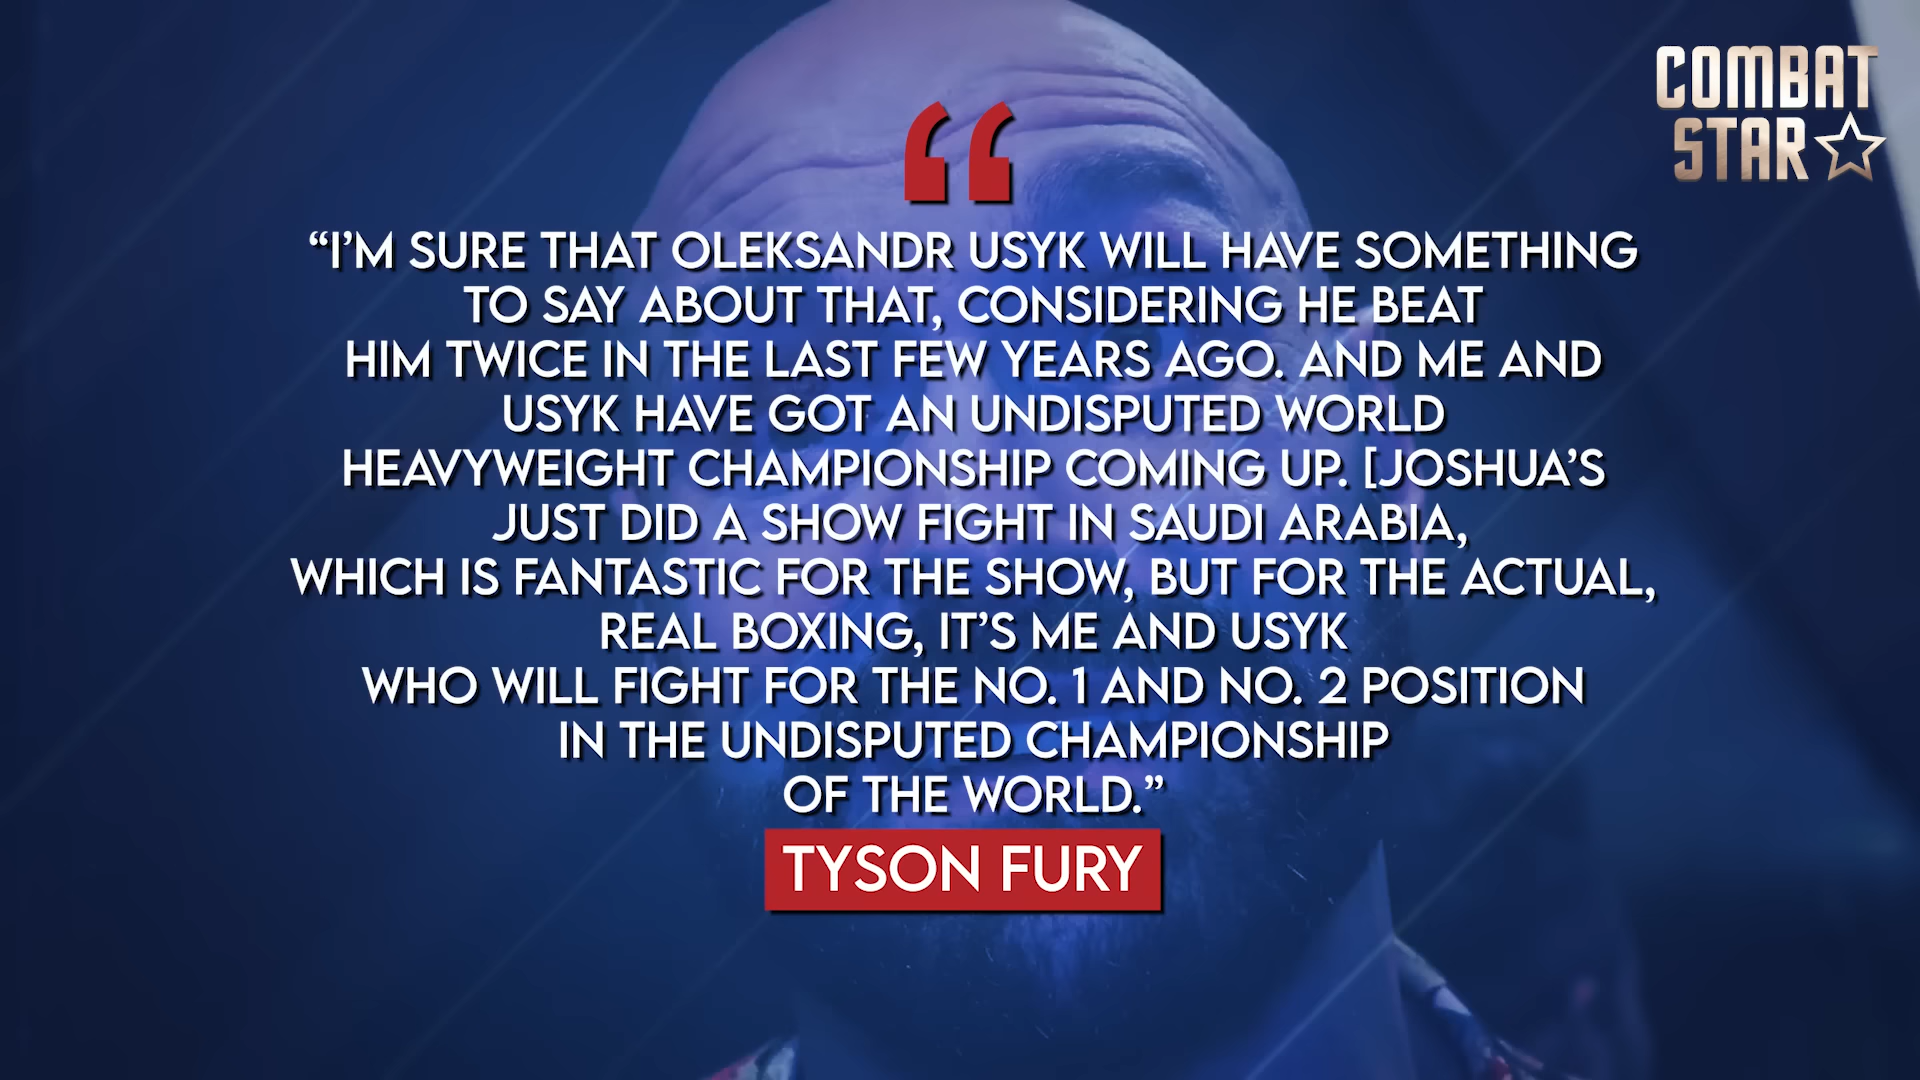 COMBAT
STAR
“I’M SURE THAT OLEKSANDR USYK WILL HAVE SOMETHING
TO SAY ABOUT THAT, CONSIDERING HE BEAT
HIM TWICE IN THE LAST FEW YEARS AGO. AND ME AND
USYK HAVE GOT AN UNDISPUTED WORLD
HEAVYWEIGHT CHAMPIONSHIP COMING UP. [JOSHUA’S
JUST DID A SHOW FIGHT IN SAUDI ARABIA,
WHICH IS FANTASTIC FOR THE SHOW, BUT FOR THE ACTUAL,
REAL BOXING, IT’S ME AND USYK
WHO WILL FIGHT FOR THE NO. 1 AND NO. 2 POSITION
IN THE UNDISPUTED CHAMPIONSHIP
OF THE WORLD.”
TYSON FURY